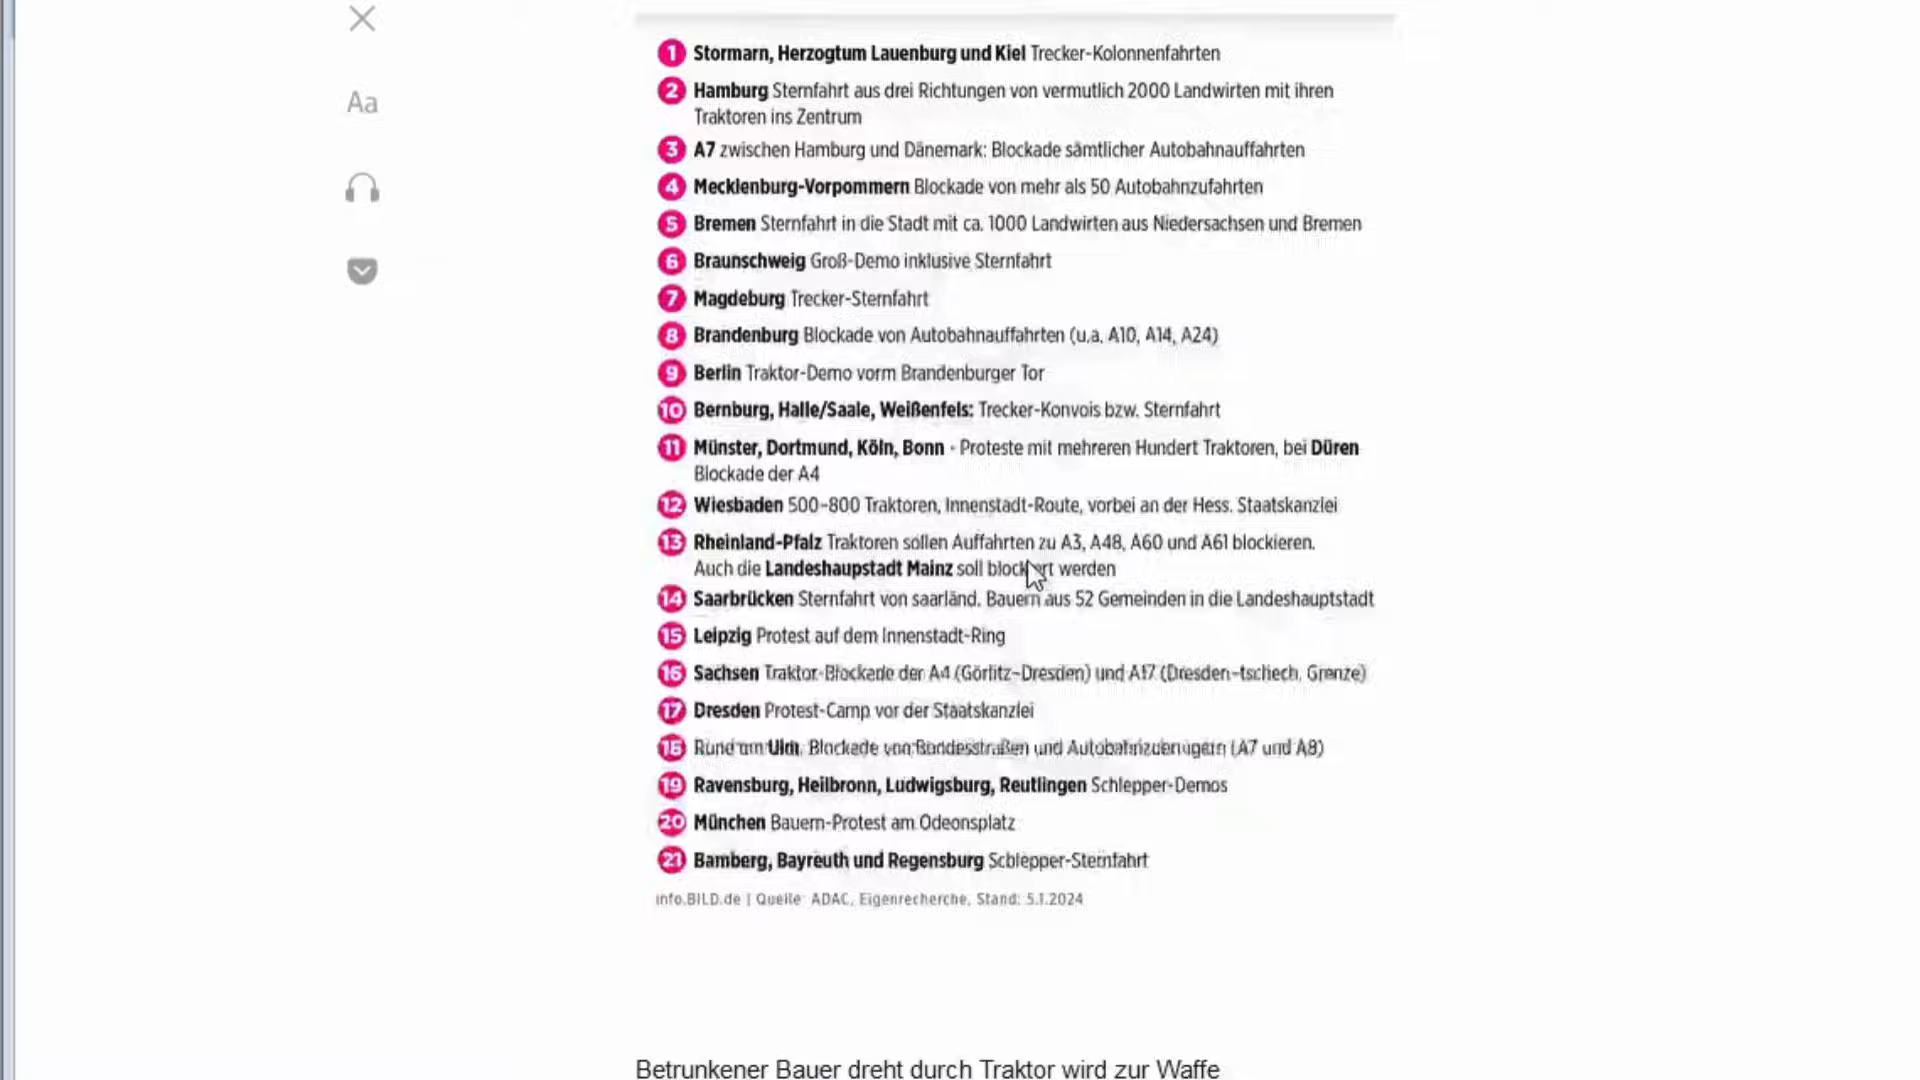 Aa
1 Stormarn, Herzogtum Lauenburg und Kiel Trecker-Kolonnenfahrten
2 Hamburg Sternfahrt aus drei Richtungen von vermutlich 2000 Landwirten mit ihren
Traktoren ins Zentrum
3 A7 zwischen Hamburg und Dänemark: Blockade sämtlicher Autobahnauffahrten
4 Mecklenburg-Vorpommern Blockade von mehr als 50 Autobahnzufahrten
5 Bremen Sternfahrt in die Stadt mit ca. 1000 Landwirten aus Niedersachsen und Bremen
6 Braunschweig Groß-Demo inklusive Sternfahrt
7 Magdeburg Trecker-Sternfahrt
8 Brandenburg Blockade von Autobahnauffahrten (u.a. A10, A14, A24)
9 Berlin Traktor-Demo vorm Brandenburger Tor
10 Bernburg, Halle/Saale, Weißenfels: Trecker-Konvois bzw. Sternfahrt
11 Münster, Dortmund, Köln, Bonn - Proteste mit mehreren Hundert Traktoren, bei Düren
Blockade der A4
12 Wiesbaden 500-800 Traktoren, Innenstadt-Route, vorbei an der Hess. Staatskanzlei
13 Rheinland-Pfalz Traktoren sollen Auffahrten zu A3, A48, A60 und A61 blockieren.
Auch die Landeshaupstadt Mainz soll blockiert werden
14 Saarbrücken Sternfahrt von saarländ. Bauern aus 52 Gemeinden in die Landeshauptstadt
15 Leipzig Protest auf dem Innenstadt-Ring
16 Sachsen Traktor-Blockade der A4 (Görlitz-Dresden) und A17 (Dresden-tschech. Grenze)
17 Dresden Protest-Camp vor der Staatskanzlei
18 Rund um Ulm Blockade von Bundesstraßen und (A7 und A8)
19 Ravensburg, Heilbronn, Ludwigsburg, Reutlingen Schlepper-Demos
20 München Bauern-Protest am Odeonsplatz
21 Bamberg, Bayreuth und Regensburg Schlepper-Sternfahrt
info.BILD.de | Quelle: ADAC, Eigenrecherche, Stand: 5.1.2024
Betrunkener Bauer dreht durch Traktor wird zur Waffe